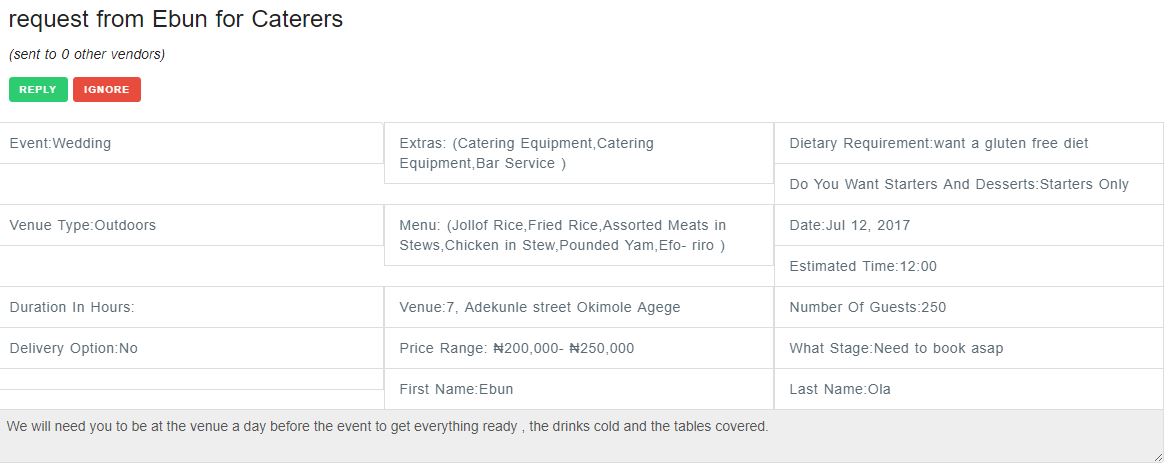 request from Ebun for Caterers
(sent to 0 other vendors)
REPLY IGNORE
Event:Wedding
Extras: (Catering Equipment,Catering
Equipment,Bar Service )
Dietary Requirement:want a gluten free diet
Do You Want Starters And Desserts:Starters Only
Venue Type:Outdoors
Menu: (Jollof Rice,Fried Rice,Assorted Meats in
Stews,Chicken in Stew,Pounded Yam,Efo- riro )
Date:Jul 12, 2017
Estimated Time:12:00
Duration In Hours:
Venue:7, Adekunle street Okimole Agege
Number Of Guests:250
Delivery Option:No
Price Range: ₦200,000- ₦250,000
What Stage:Need to book asap
First Name:Ebun
Last Name:Ola
We will need you to be at the venue a day before the event to get everything ready , the drinks cold and the tables covered.